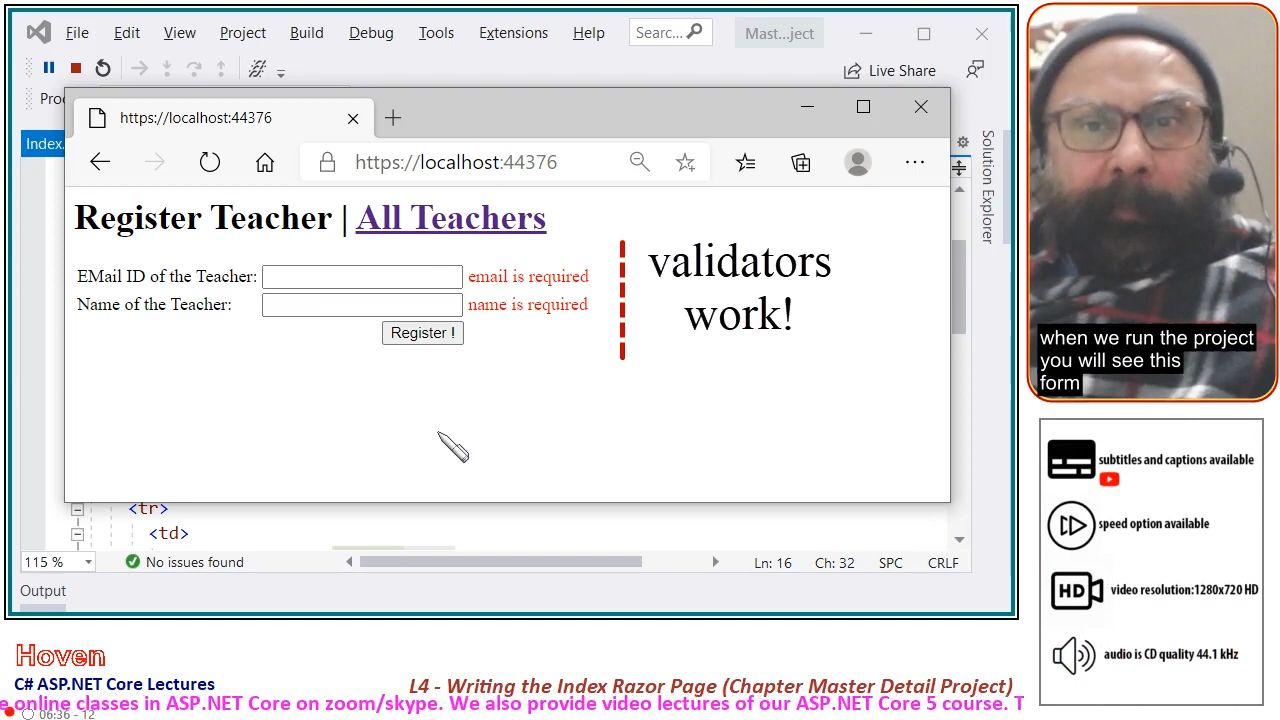 File Edit View Project Build Debug Tools Extensions Help Searc... Mast...ject
Live Share
Proc
Index.
https://localhost:44376
https://localhost:44376
Solution Explorer
Register Teacher | All Teachers
EMail ID of the Teacher: email is required
Name of the Teacher: name is required
Register !
validators
work!
<tr>
<td>
115 % No issues found Ln: 16 Ch: 32 SPC CRLF
Output
when we run the project
you will see this
form
subtitles and captions available
speed option available
HD video resolution:1280x720 HD
audio is CD quality 44.1 kHz
Hoven
C# ASP.NET Core Lectures
L4 - Writing the Index Razor Page (Chapter Master Detail Project)
e online classes in ASP.NET Core on zoom/skype. We also provide video lectures of our ASP.NET Core 5 course. T
06:36 - 12